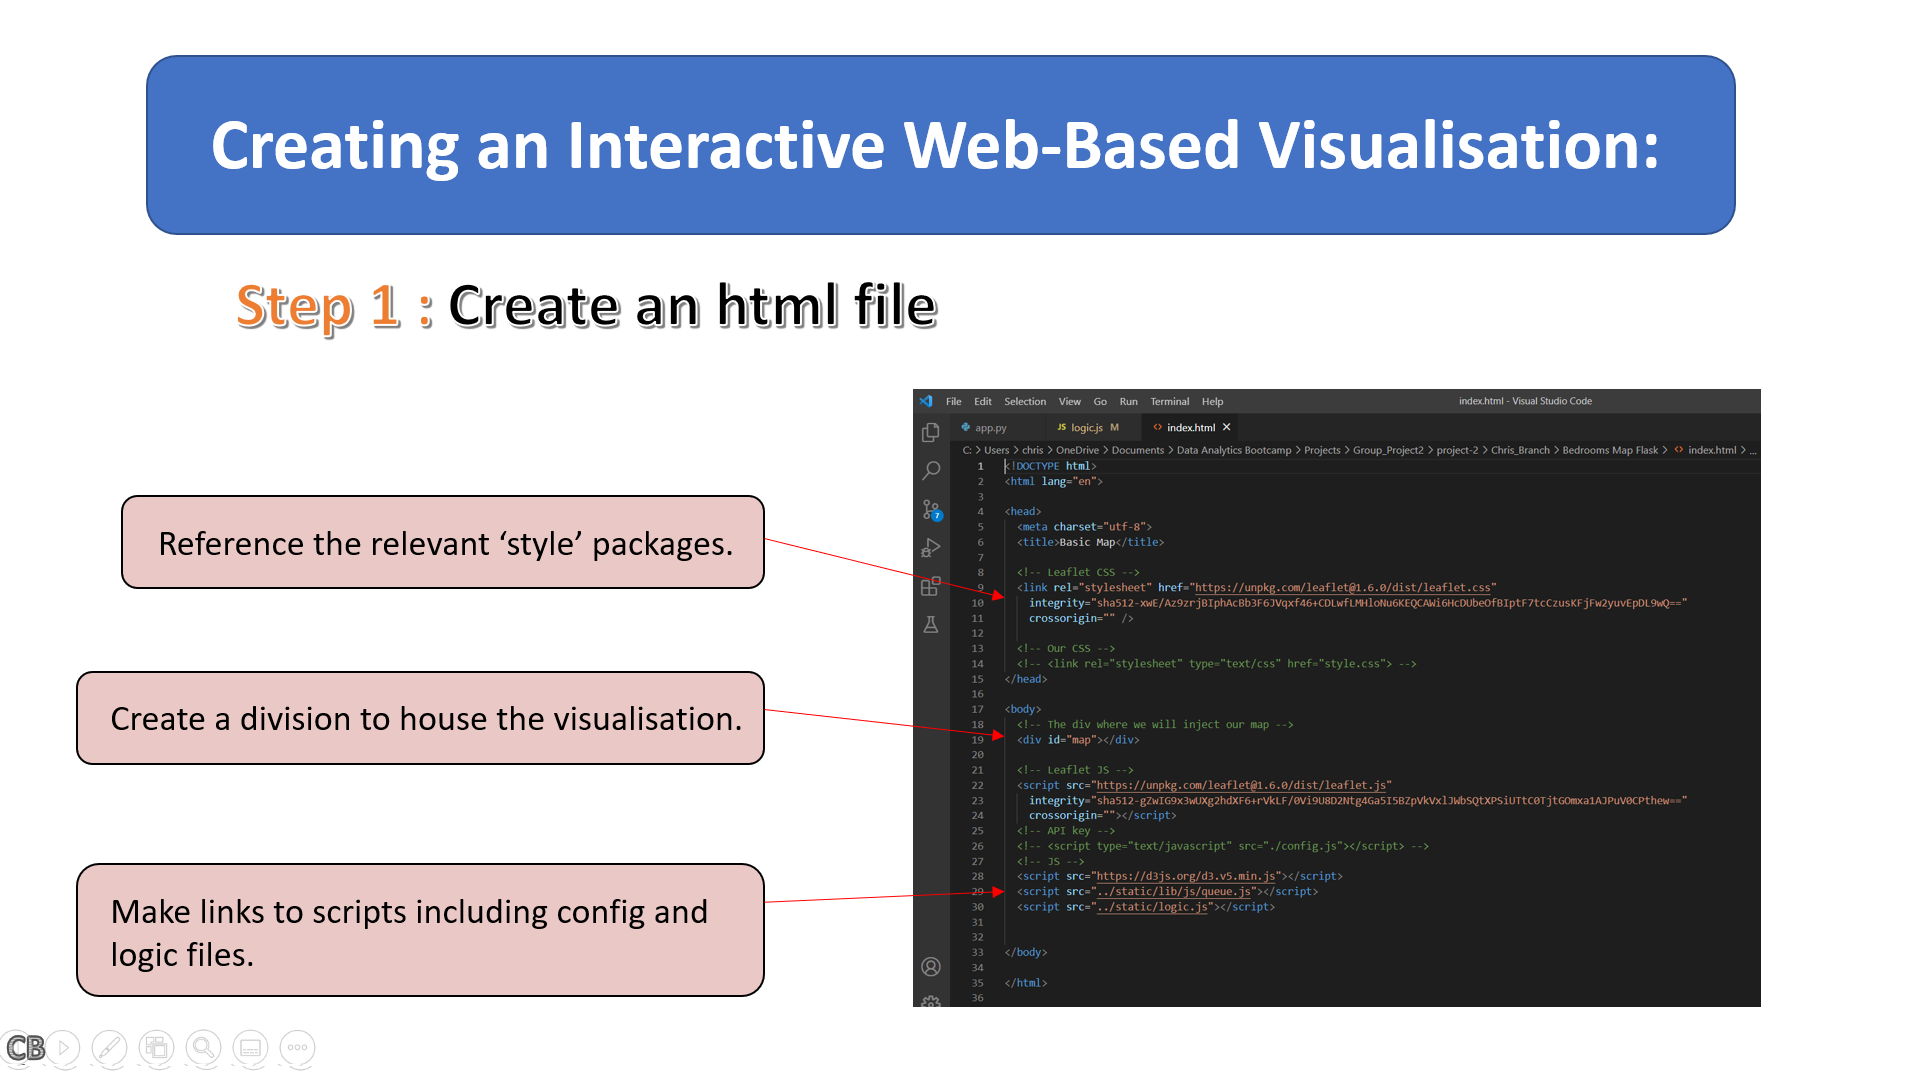 Creating an Interactive Web-Based Visualisation:
Step 1 : Create an html file
Reference the relevant ‘style’ packages.
Create a division to house the visualisation.
Make links to scripts including config and
logic files.
File Edit Selection View Go Run Terminal Help
index.html - Visual Studio Code
app.py
JS logic.js M
<> index.html ×
C: > Users > chris > OneDrive > Documents > Data Analytics Bootcamp > Projects > Group_Project2 > project-2 > Chris_Branch > Bedrooms Map Flask > <> index.html > ...
7
1 <!DOCTYPE html>
2 <html lang="en">
3
4 <head>
5 <meta charset="utf-8">
6 <title>Basic Map</title>
7
8 <!-- Leaflet CSS -->
9 <link rel="stylesheet" href="https://unpkg.com/leaflet@1.6.0/dist/leaflet.css"
10 integrity="sha512-xwE/Az9zrjBIphAcBb3F6JVqxf46+CDLwfLMHloNu6KEQCAWi6HcDUbeOfBIptF7tcCzusKFjFw2yuvEpDL9wQ=="
11 crossorigin="" />
12
13 <!-- Our CSS -->
14 <!-- <link rel="stylesheet" type="text/css" href="style.css"> -->
15 </head>
16
17 <body>
18 <!-- The div where we will inject our map -->
19 <div id="map"></div>
20
21 <!-- Leaflet JS -->
22 <script src="https://unpkg.com/leaflet@1.6.0/dist/leaflet.js"
23 integrity="sha512-gZwIG9x3wUXg2hdXF6+rVkLF/0Vi9U8D2Ntg4Ga5I5BZpVkVxlJWbSQtXPSiUTtC0TjtGOmxa1AJPuV0CPthew=="
24 crossorigin=""></script>
25 <!-- API key -->
26 <!-- <script type="text/javascript" src="./config.js"></script> -->
27 <!-- JS -->
28 <script src="https://d3js.org/d3.v5.min.js"></script>
29 <script src="../static/lib/js/queue.js"></script>
30 <script src="../static/logic.js"></script>
31
32
33 </body>
34
35 </html>
36
CB